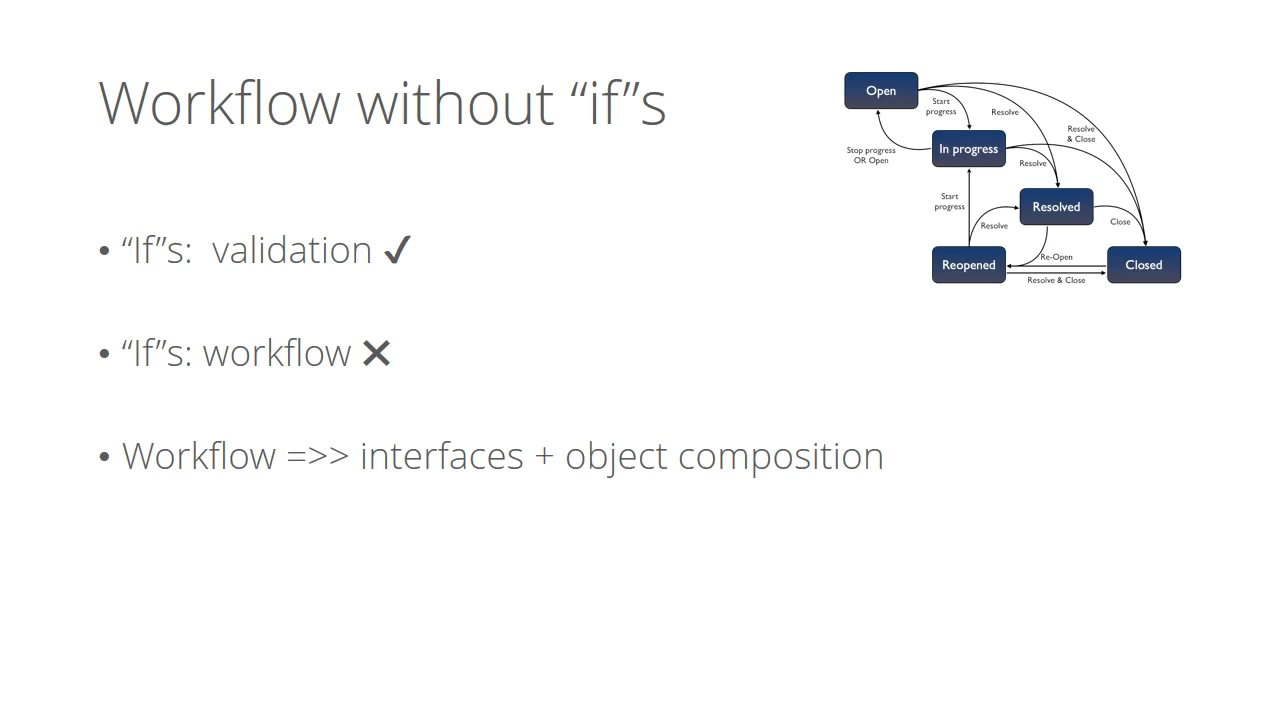 Workflow without “if”s
• “If”s:  validation ✔
• “If”s: workflow ✕
• Workflow =>> interfaces + object composition
Open
Start
progress
Resolve
Resolve
& Close
Stop progress
OR Open
In progress
Resolve
Start
progress
Resolved
Resolve
Close
Reopened
Re-Open
Closed
Resolve & Close